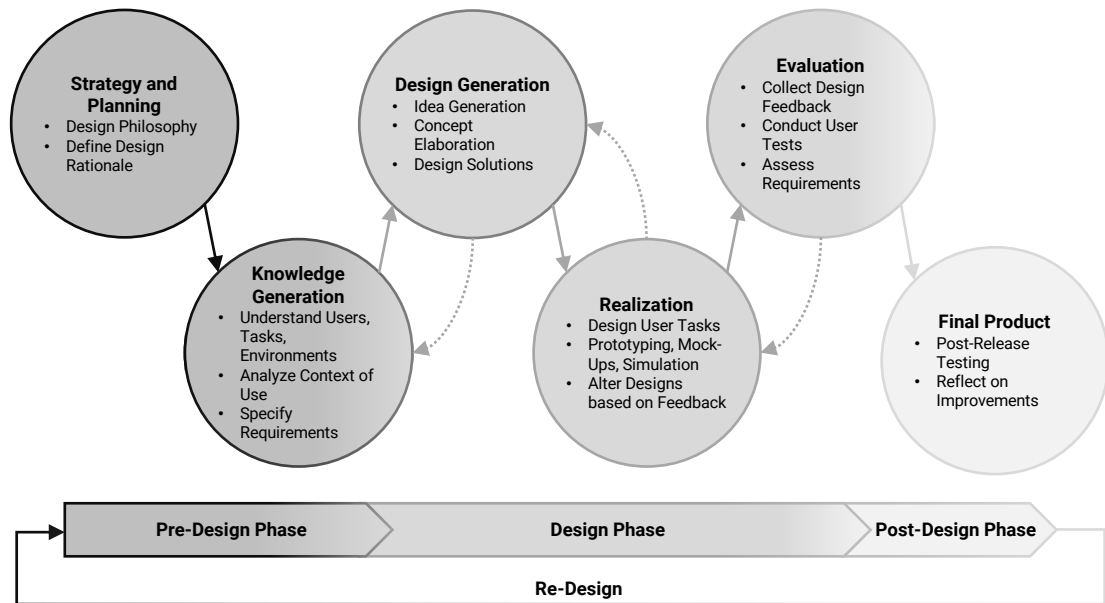 Strategy and
Planning
• Design Philosophy
• Define Design
Rationale
Knowledge
Generation
• Understand Users,
Tasks,
Environments
• Analyze Context of
Use
• Specify
Requirements
Design Generation
• Idea Generation
• Concept
Elaboration
• Design Solutions
Realization
• Design User Tasks
• Prototyping, Mock-
Ups, Simulation
• Alter Designs
based on Feedback
Evaluation
• Collect Design
Feedback
• Conduct User
Tests
• Assess
Requirements
Final Product
• Post-Release
Testing
• Reflect on
Improvements
Pre-Design Phase
Design Phase
Post-Design Phase
Re-Design